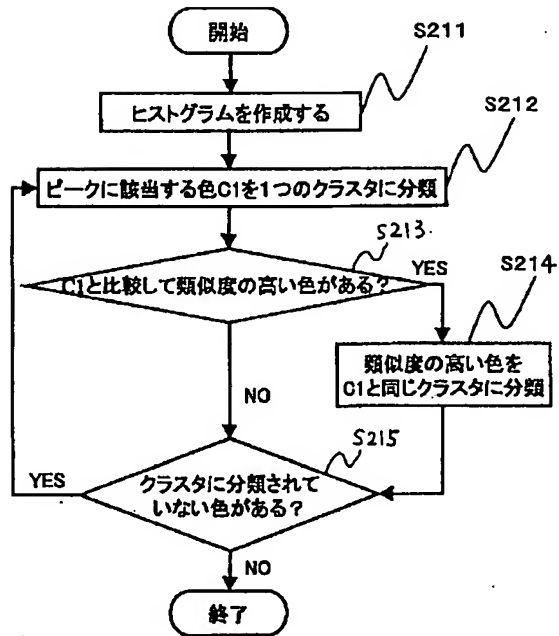 開始
S211
ヒストグラムを作成する
S212
ピークに該当する色C1を1つのクラスタに分類
S213
C1と比較して類似度の高い色がある?
YES
S214
類似度の高い色を
C1と同じクラスタに分類
NO
S215
YES
クラスタに分類されて
いない色がある?
NO
終了